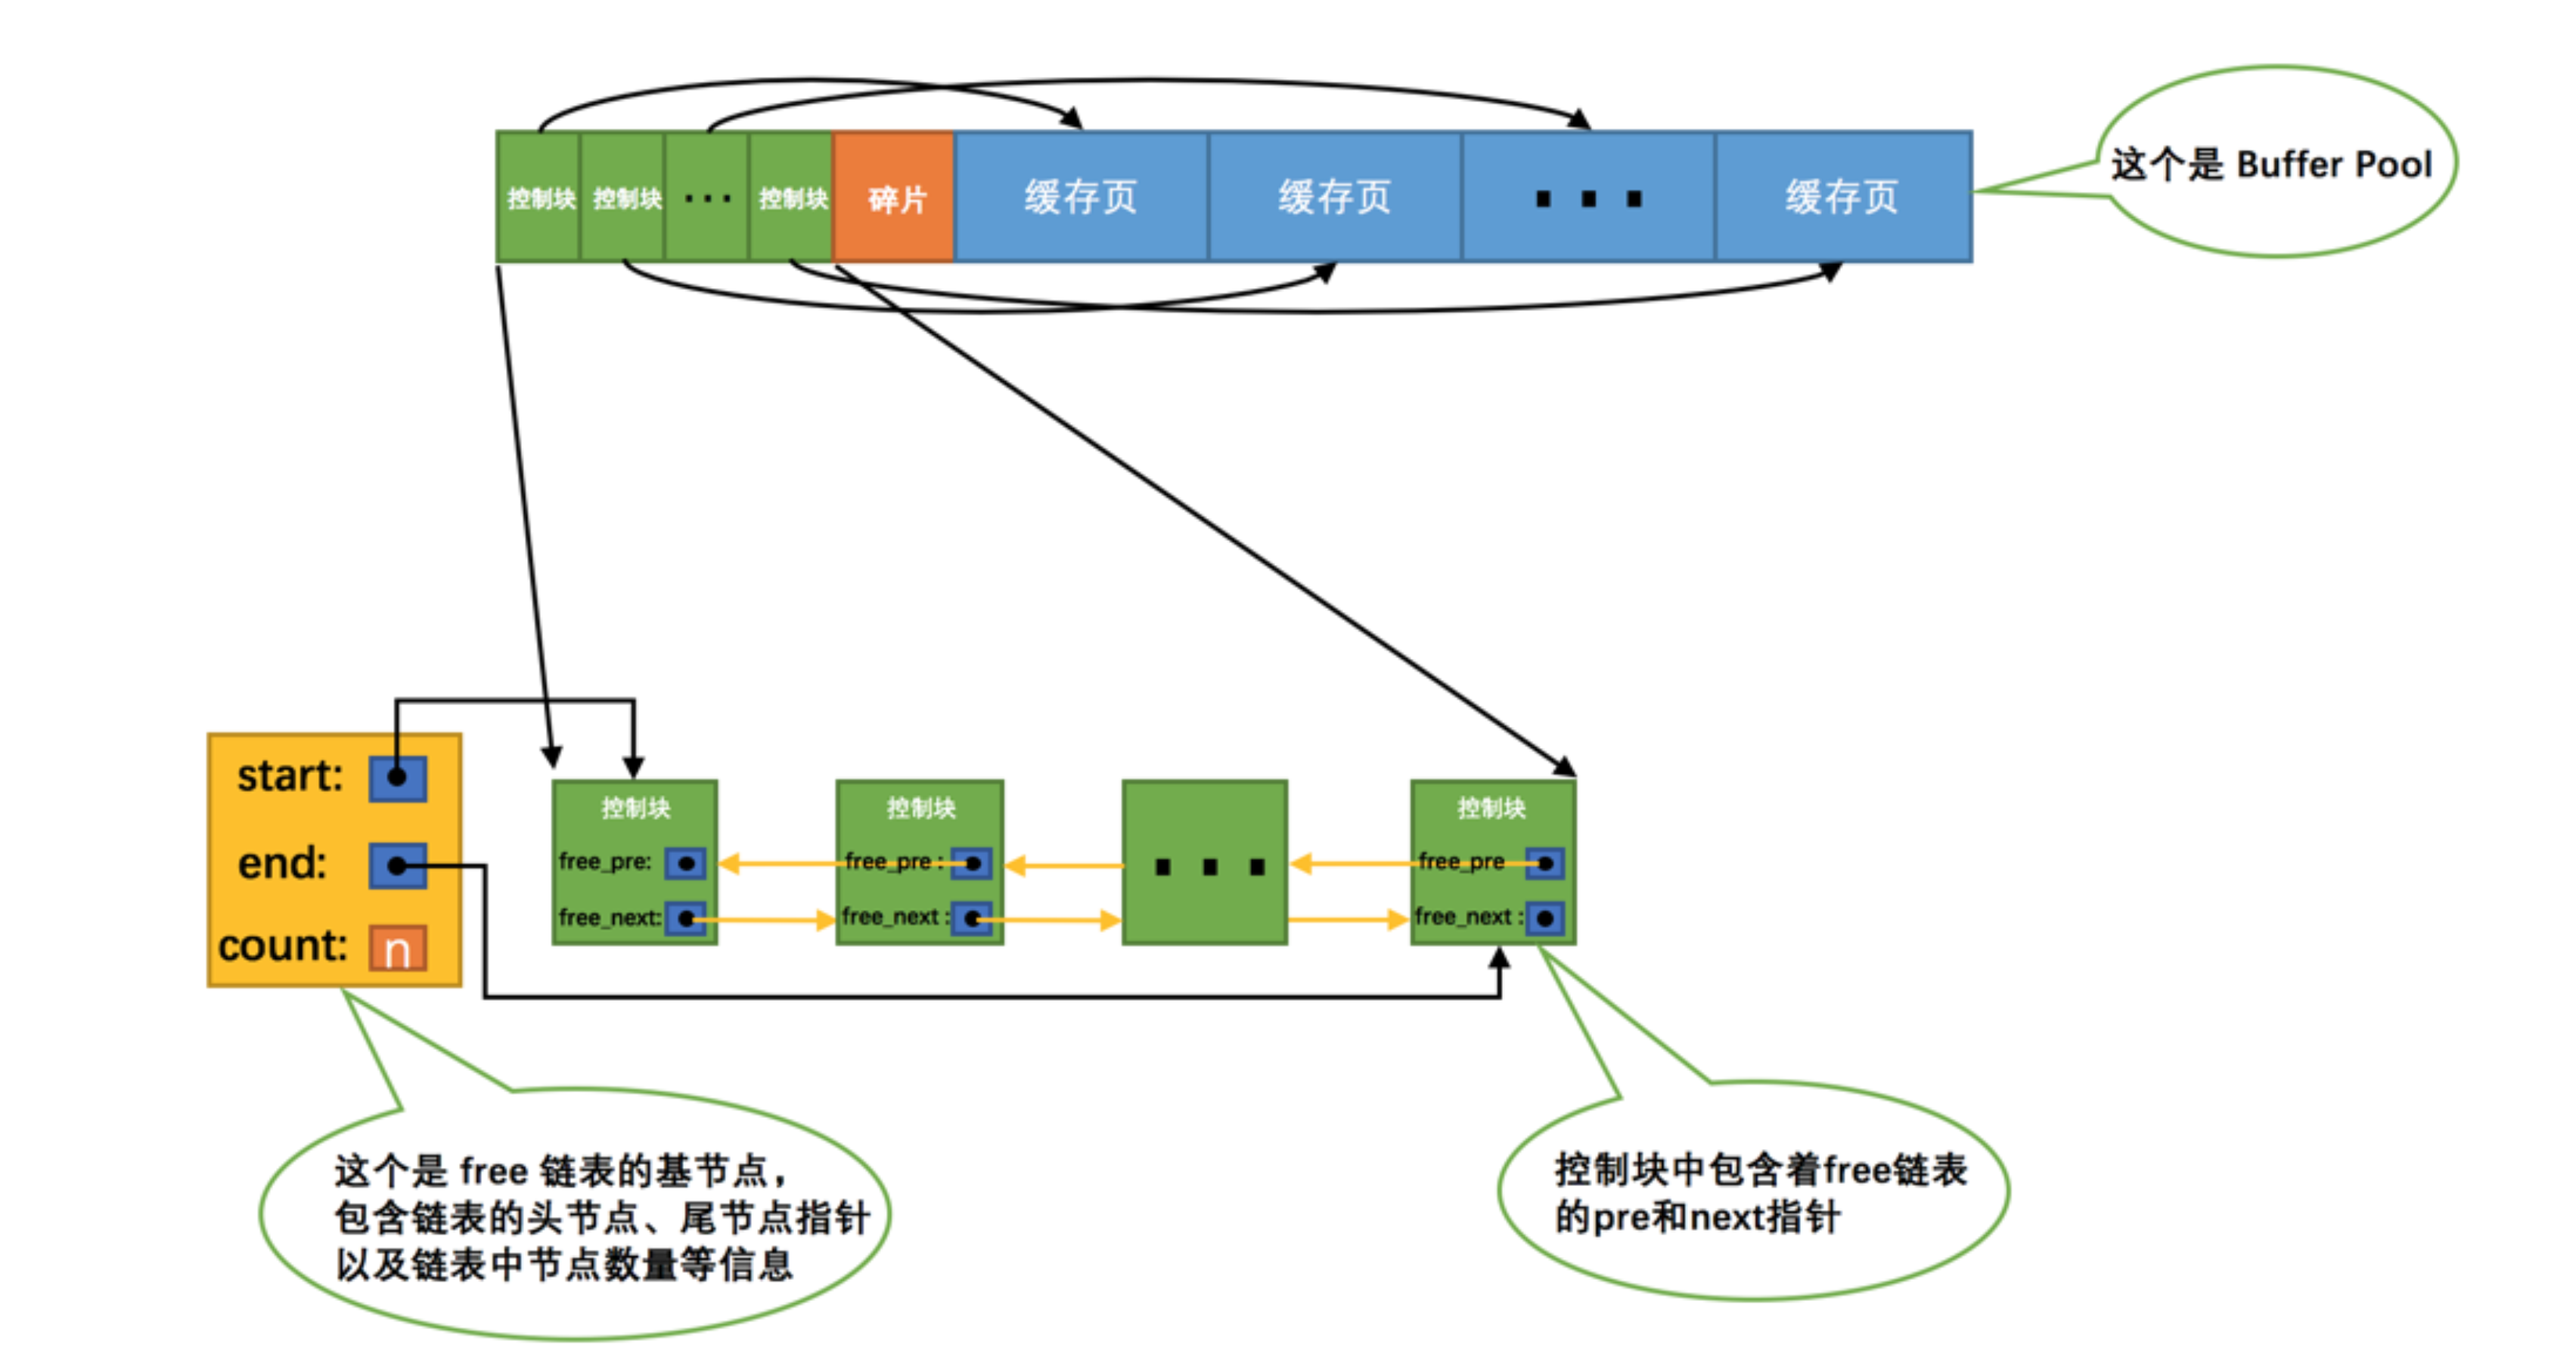 控制块 控制块 ··· 控制块 碎片 缓存页 缓存页 ··· 缓存页
这个是 Buffer Pool
start:
end:
count: n
控制块
free_pre:
free_next:
控制块
free_pre :
free_next :
···
控制块
free_pre
free_next :
这个是 free 链表的基节点，
包含链表的头节点、尾节点指针
以及链表中节点数量等信息
控制块中包含着free链表
的pre和next指针